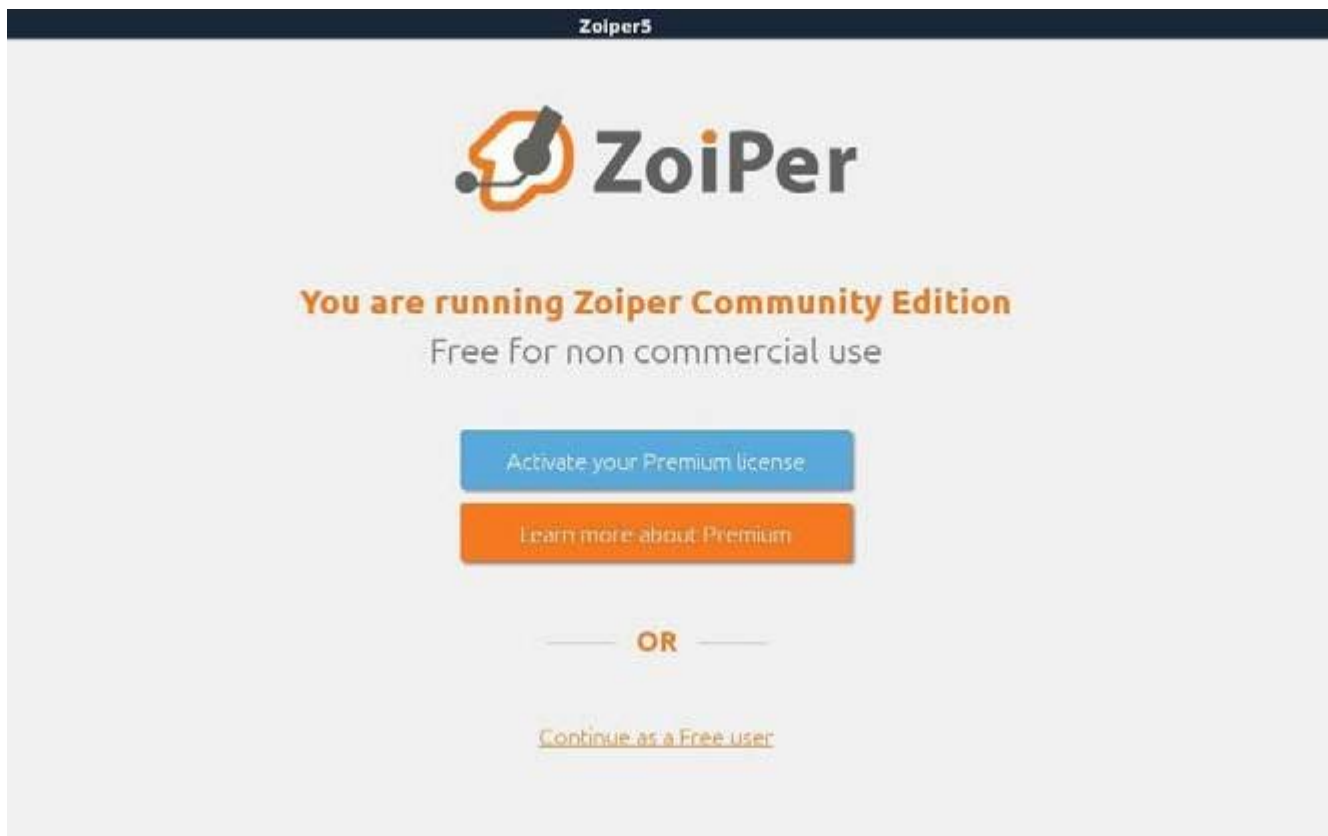 Zoiper5
ZoiPer
You are running Zoiper Community Edition
Free for non commercial use
Activate your Premium license
Learn more about Premium
OR
Continue as a Free user